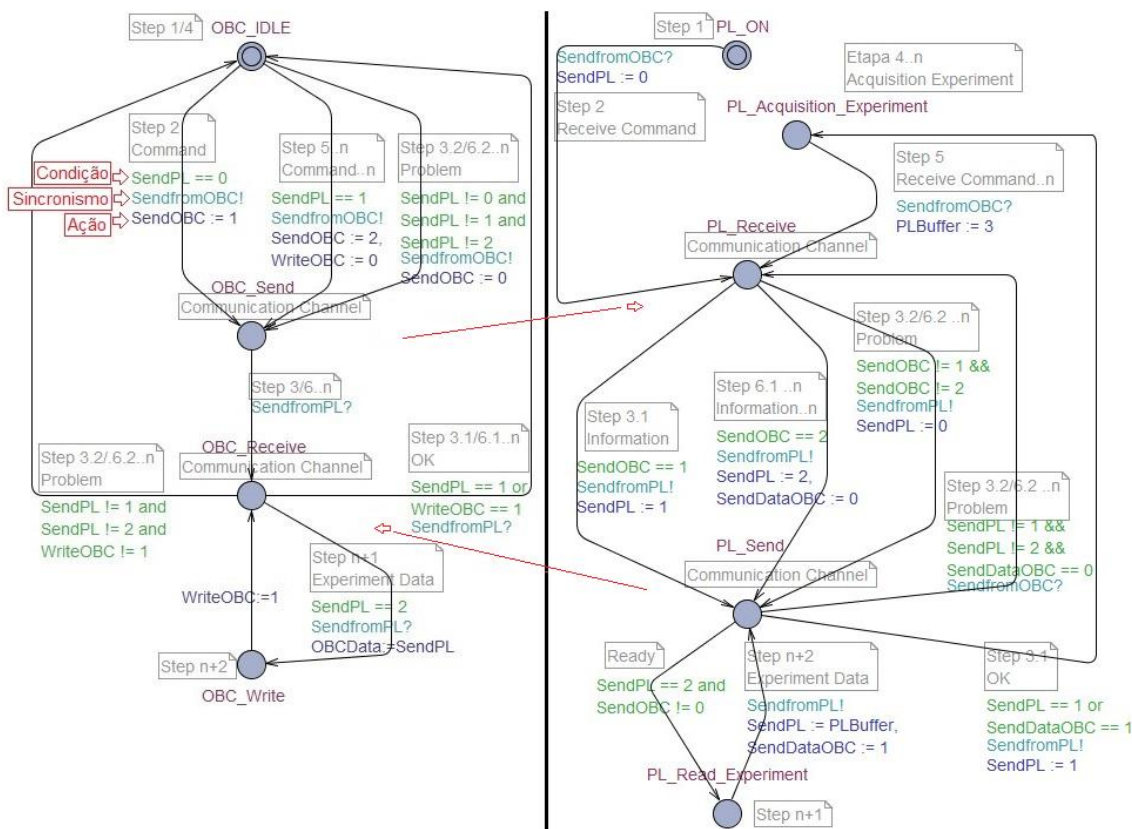 Step 1/4
OBC_IDLE
Step 2
Command
Condição
SendPL == 0
Sincronismo
SendfromOBC!
Ação
SendOBC := 1
Step 5..n
Command..n
SendPL == 1
SendfromOBC!
SendOBC := 2,
WriteOBC := 0
Step 3.2/6.2..n
Problem
SendPL != 0 and
SendPL != 1 and
SendPL != 2
SendfromOBC!
SendOBC := 0
OBC_Send
Communication Channel
Step 3/6..n
SendfromPL?
OBC_Receive
Communication Channel
Step 3.2/.6.2..n
Problem
SendPL != 1 and
SendPL != 2 and
WriteOBC != 1
Step 3.1/6.1..n
OK
SendPL == 1 or
WriteOBC == 1
SendfromPL?
Step n+1
Experiment Data
SendPL == 2
SendfromPL?
OBCData:=SendPL
WriteOBC:=1
Step n+2
OBC_Write
Step 1
PL_ON
SendfromOBC?
SendPL := 0
Step 2
Receive Command
Etapa 4..n
Acquisition Experiment
PL_Acquisition_Experiment
Step 5
Receive Command..n
SendfromOBC?
PLBuffer := 3
PL_Receive
Communication Channel
Step 3.1
Information
SendOBC == 1
SendfromPL!
SendPL := 1
Step 6.1 ..n
Information..n
SendOBC == 2
SendfromPL!
SendPL := 2,
SendDataOBC := 0
Step 3.2/6.2 ..n
Problem
SendOBC != 1 &&
SendOBC != 2
SendfromPL!
SendPL := 0
Step 3.2/6.2 ..n
Problem
SendPL != 1 &&
SendPL != 2 &&
SendDataOBC == 0
SendfromOBC?
PL_Send
Communication Channel
Ready
SendPL == 2 and
SendOBC != 0
Step n+2
Experiment Data
SendfromPL!
SendPL := PLBuffer,
SendDataOBC := 1
Step 3.1
OK
SendPL == 1 or
SendDataOBC == 1
SendfromPL!
SendPL := 1
PL_Read_Experiment
Step n+1